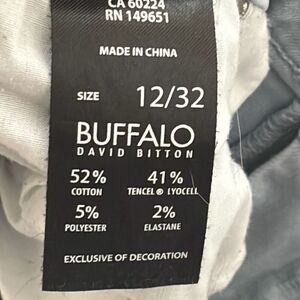 CA 60224
RN 149651
MADE IN CHINA
SIZE 12/32
BUFFALO
DAVID BITTON
52% 41%
COTTON TENCEL® LYOCELL
5% 2%
POLYESTER ELASTANE
EXCLUSIVE OF DECORATION